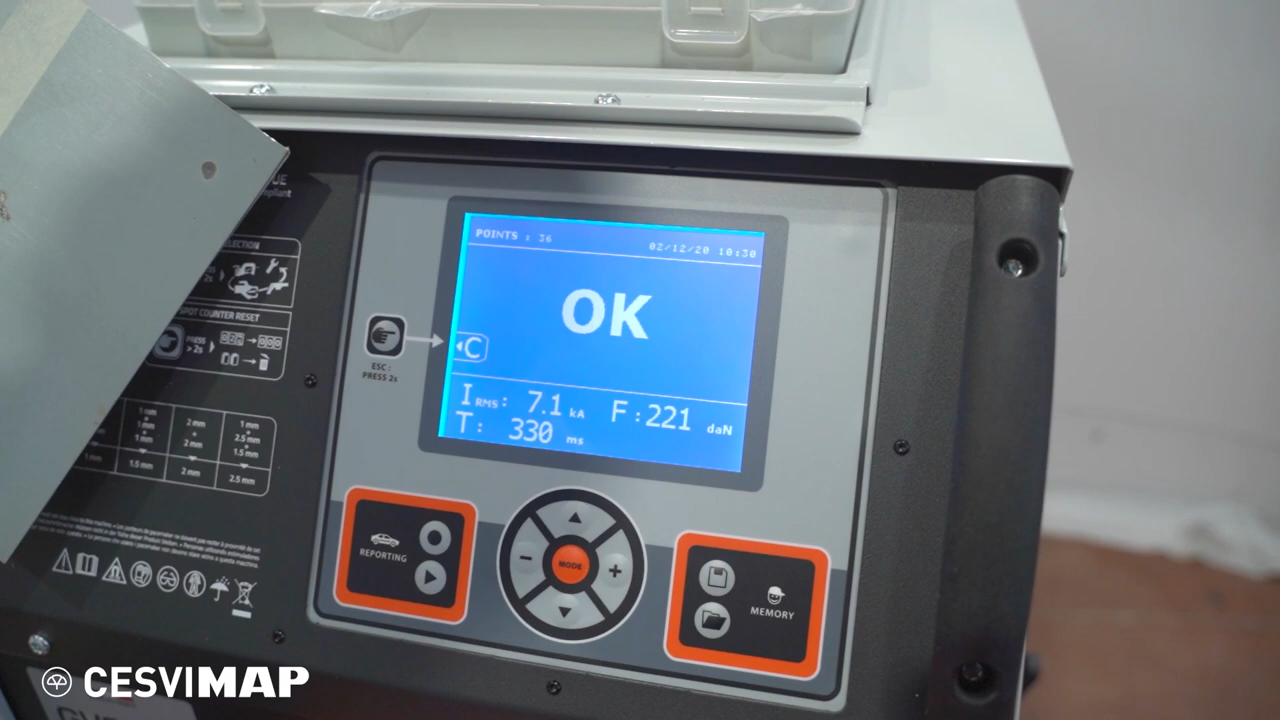 POINTS : 36
02/12/20 10:30
OK
C
I RMS: 7.1 kA
F : 221 daN
T: 330 ms
ESC :
PRESS 2s
SPOT COUNTER RESET
PRESS
> 2s
1 mm
1 mm
1 mm
2 mm
2 mm
1 mm
2.5 mm
1.5 mm
1 mm
1.5 mm
2 mm
2.5 mm
REPORTING
MODE
MEMORY
CESVIMAP